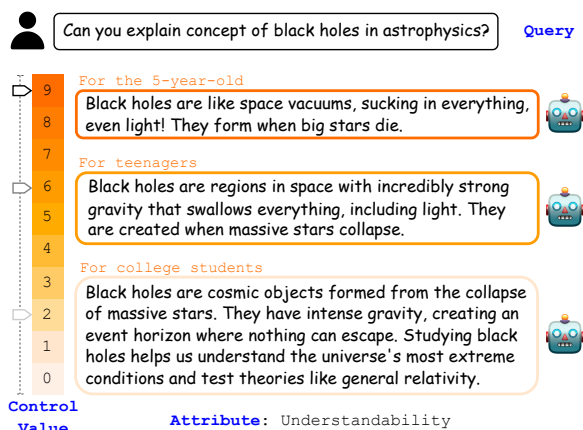 Can you explain concept of black holes in astrophysics?
Query
For the 5-year-old
9
Black holes are like space vacuums, sucking in everything,
even light! They form when big stars die.
8
7
For teenagers
6
Black holes are regions in space with incredibly strong
gravity that swallows everything, including light. They
are created when massive stars collapse.
5
4
For college students
3
Black holes are cosmic objects formed from the collapse
of massive stars. They have intense gravity, creating an
event horizon where nothing can escape. Studying black
holes helps us understand the universe's most extreme
conditions and test theories like general relativity.
2
1
0
Control
Value
Attribute: Understandability